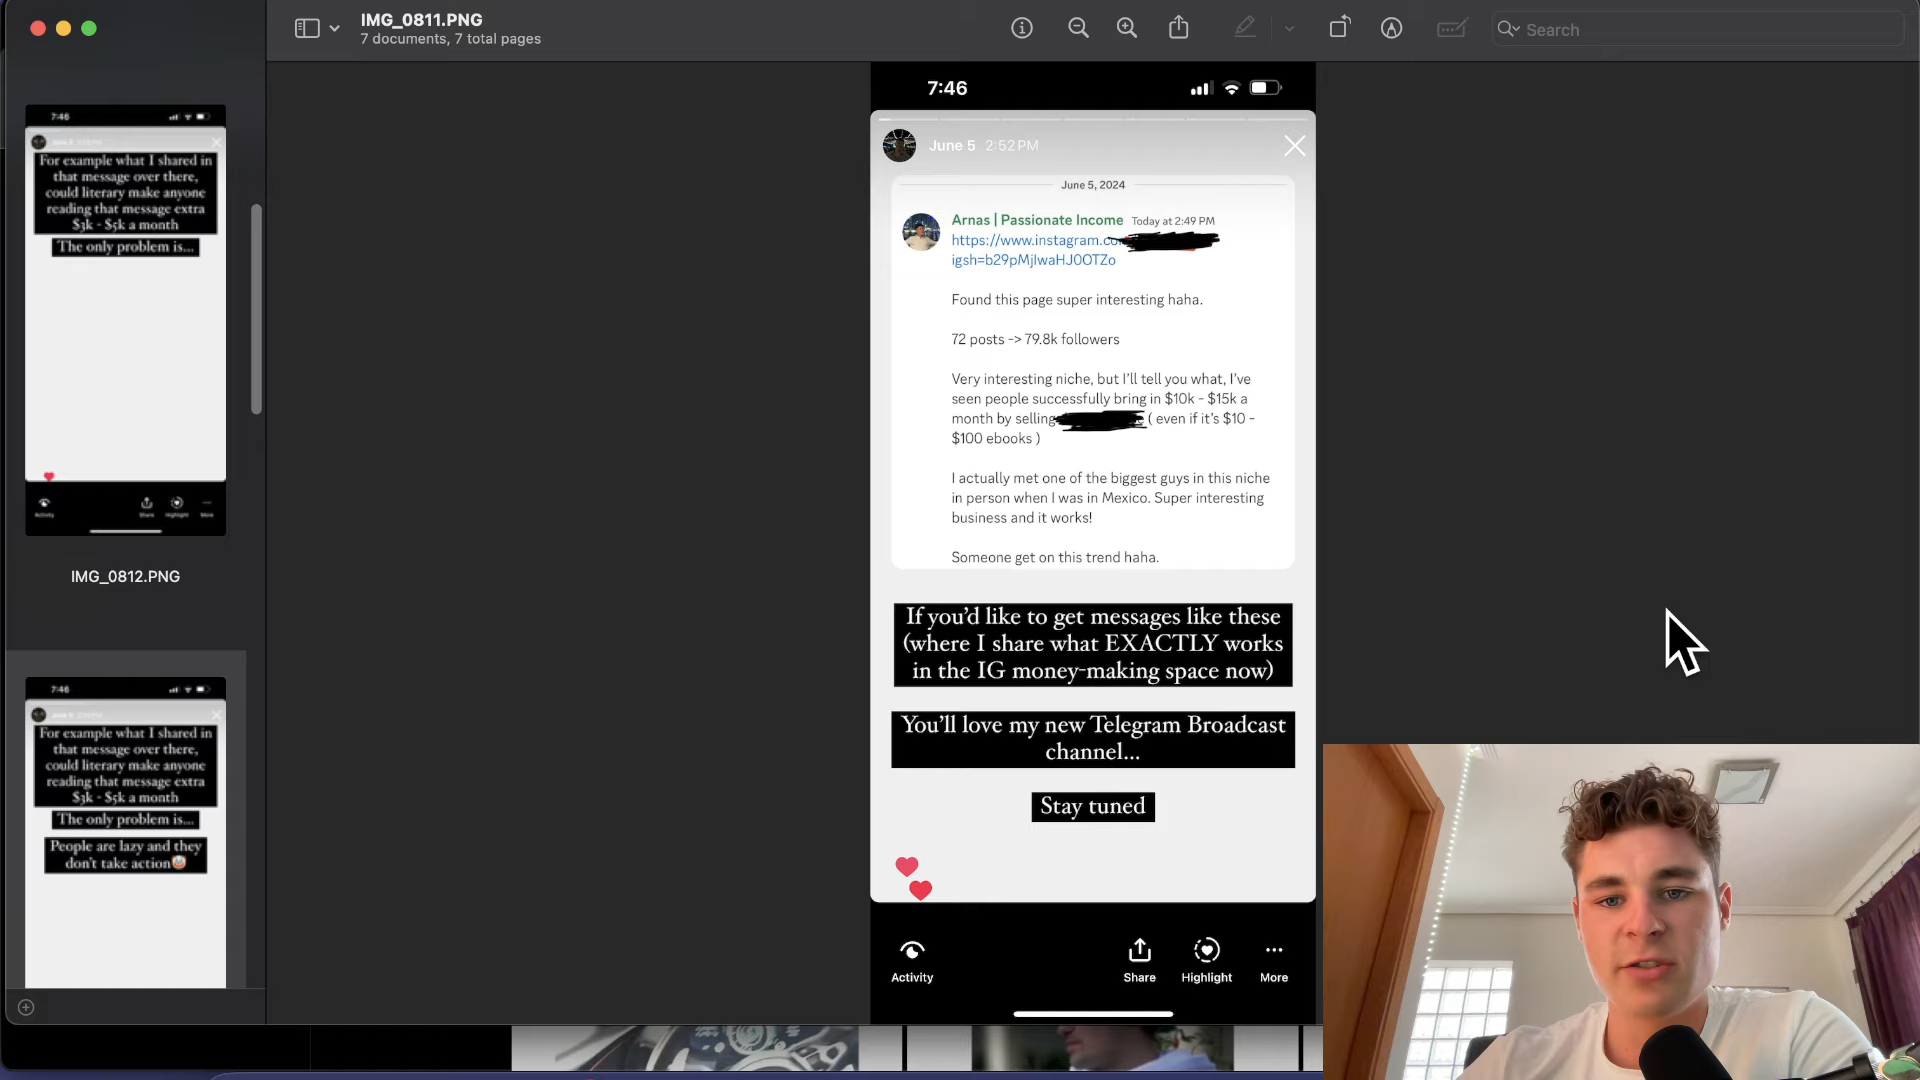 IMG_0811.PNG
7 documents, 7 total pages
Search
7:46
For example what I shared in
that message over there,
could literary make anyone
reading that message extra
$3k - $5k a month
The only problem is...
Activity
Share
Highlight
More
IMG_0812.PNG
7:46
For example what I shared in
that message over there,
could literary make anyone
reading that message extra
$3k - $5k a month
The only problem is...
People are lazy and they
don't take action🤡
7:46
June 5 2:52 PM
June 5, 2024
Arnas | Passionate Income Today at 2:49 PM
https://www.instagram.co
Found this page super interesting haha.
72 posts -> 79.8k followers
Very interesting niche, but I'll tell you what, I've
seen people successfully bring in $10k - $15k a
month by selling ( even if it's $10 -
$100 ebooks )
I actually met one of the biggest guys in this niche
in person when I was in Mexico. Super interesting
business and it works!
Someone get on this trend haha.
If you'd like to get messages like these
(where I share what EXACTLY works
in the IG money-making space now)
You'll love my new Telegram Broadcast
channel...
Stay tuned
Activity
Share
Highlight
More